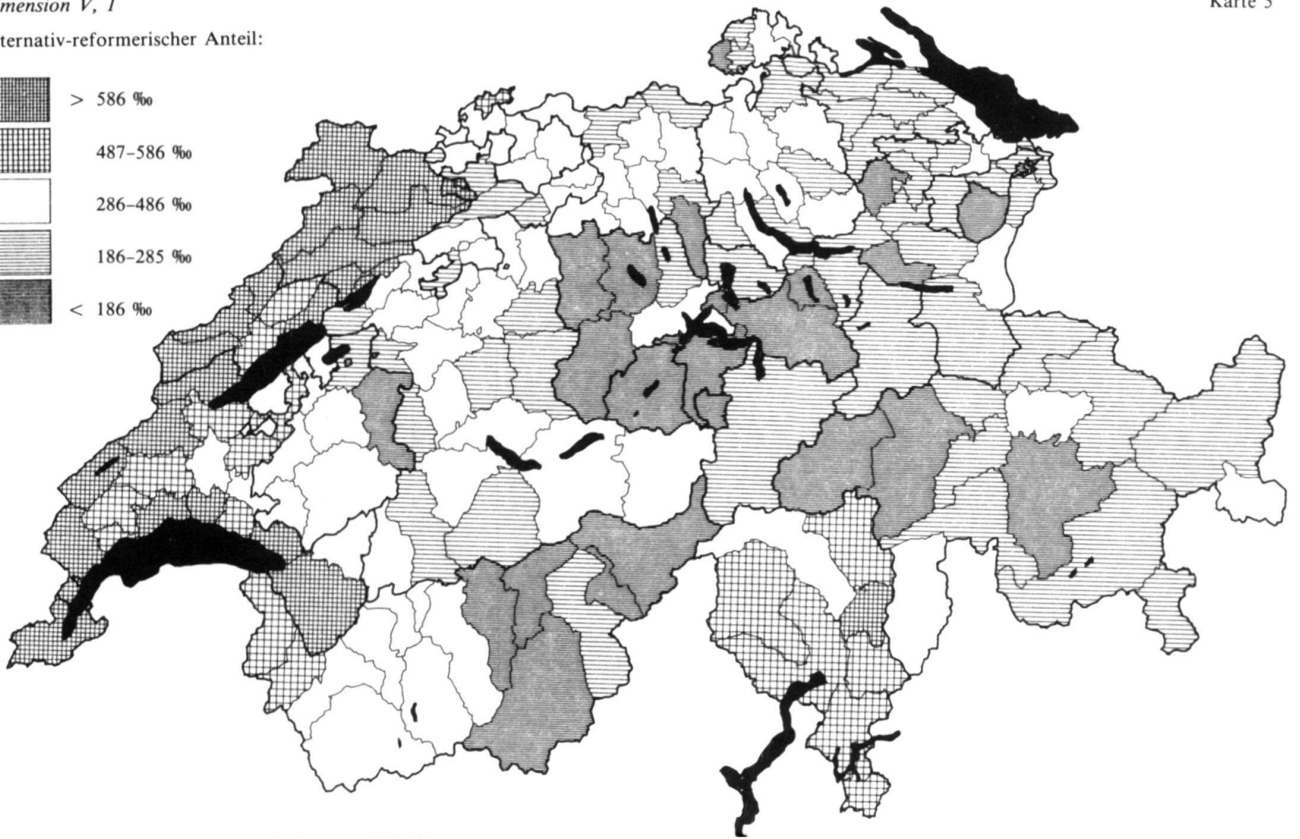 mension V, 1
Karte 5
ternativ-reformerischer Anteil:
> 586 ‰
487–586 ‰
286–486 ‰
186–285 ‰
< 186 ‰